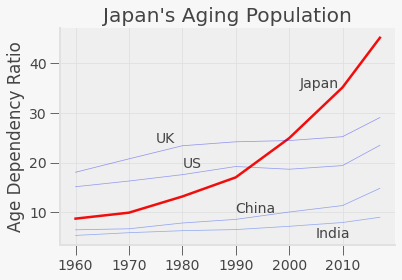 Japan's Aging Population
Age Dependency Ratio
40
30
20
10
Japan
UK
US
China
India
1960 1970 1980 1990 2000 2010